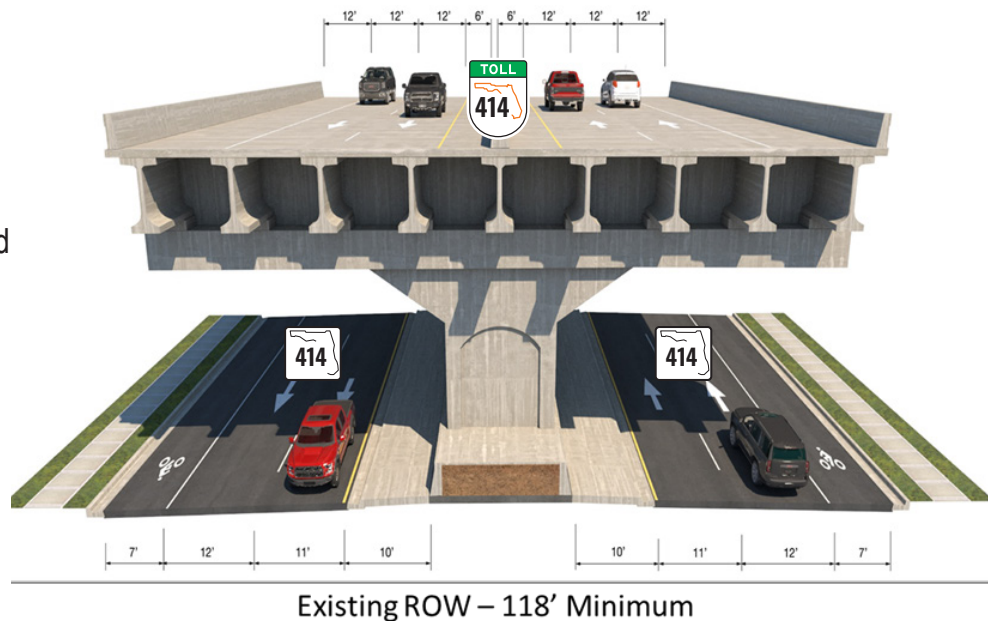 12' 12' 12' 6' 6' 12' 12' 12'
TOLL
414
d
414 414
7' 12' 11' 10' 10' 11' 12' 7'
Existing ROW – 118' Minimum